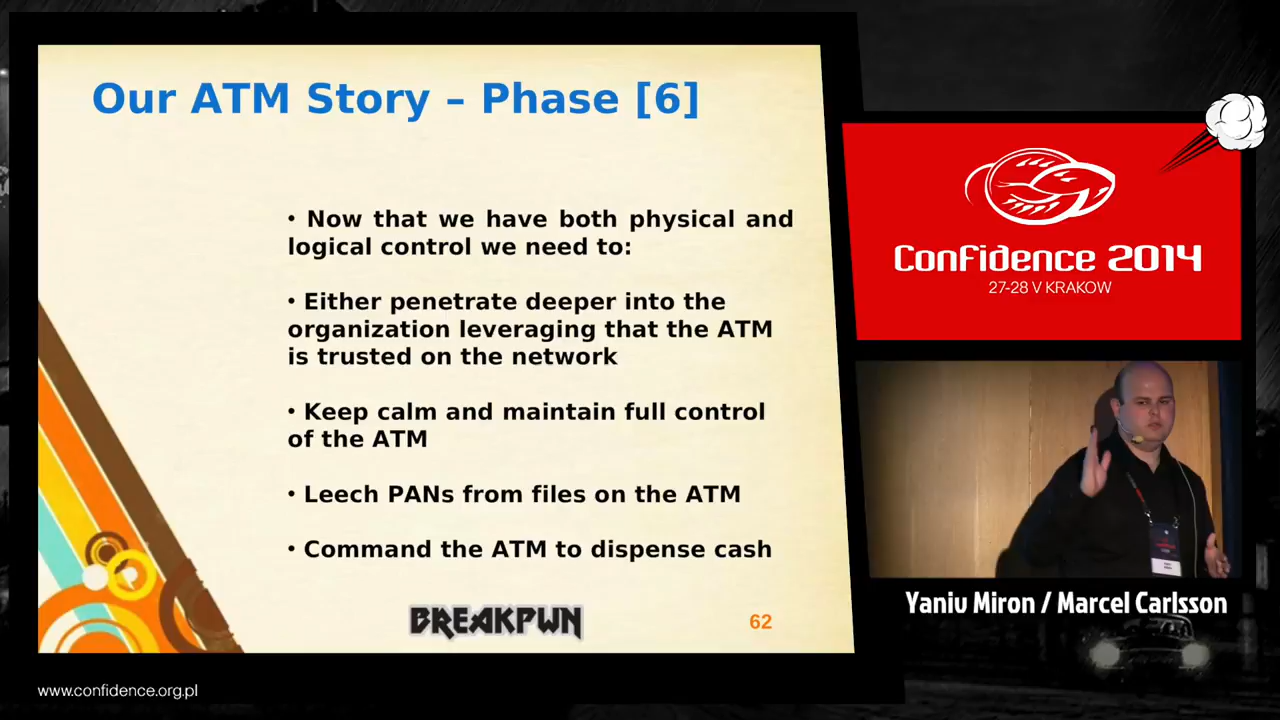 Our ATM Story – Phase [6]
• Now that we have both physical and
logical control we need to:
• Either penetrate deeper into the
organization leveraging that the ATM
is trusted on the network
• Keep calm and maintain full control
of the ATM
• Leech PANs from files on the ATM
• Command the ATM to dispense cash
BREAKPWN
62
ConFidence 2014
27-28 V KRAKOW
Yaniv Miron / Marcel Carlsson
www.confidence.org.pl